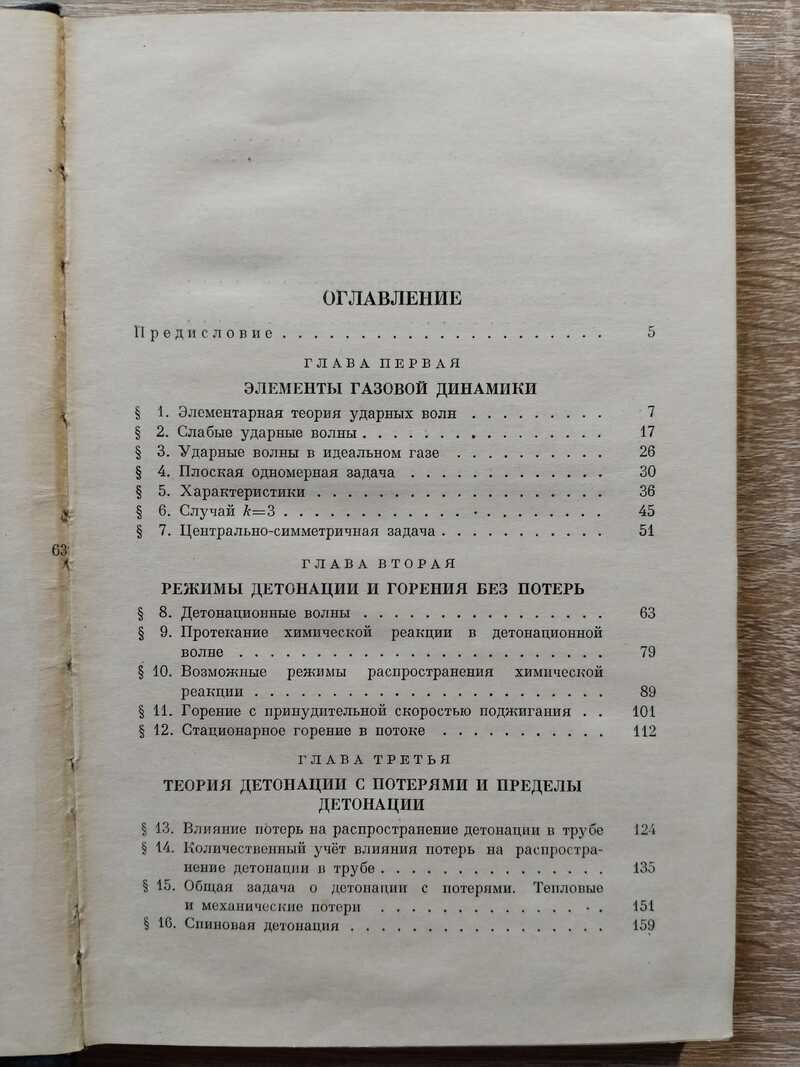 ОГЛАВЛЕНИЕ
Предисловие . . . . . . . . . . . . . . . . . . . . . 5
ГЛАВА ПЕРВАЯ
ЭЛЕМЕНТЫ ГАЗОВОЙ ДИНАМИКИ
§ 1. Элементарная теория ударных волн . . . . . . . . . 7
§ 2. Слабые ударные волны . . . . . . . . . . . . . . . . 17
§ 3. Ударные волны в идеальном газе . . . . . . . . . . 26
§ 4. Плоская одномерная задача . . . . . . . . . . . . . 30
§ 5. Характеристики . . . . . . . . . . . . . . . . . . . 36
§ 6. Случай k=3 . . . . . . . . . . . . . . . . . . . . . 45
§ 7. Центрально-симметричная задача . . . . . . . . . . . 51
63
ГЛАВА ВТОРАЯ
РЕЖИМЫ ДЕТОНАЦИИ И ГОРЕНИЯ БЕЗ ПОТЕРЬ
§ 8. Детонационные волны . . . . . . . . . . . . . . . . 63
§ 9. Протекание химической реакции в детонационной
волне . . . . . . . . . . . . . . . . . . . . . . . . 79
§ 10. Возможные режимы распространения химической
реакции . . . . . . . . . . . . . . . . . . . . . . . 89
§ 11. Горение с принудительной скоростью поджигания . . 101
§ 12. Стационарное горение в потоке . . . . . . . . . . . 112
ГЛАВА ТРЕТЬЯ
ТЕОРИЯ ДЕТОНАЦИИ С ПОТЕРЯМИ И ПРЕДЕЛЫ
ДЕТОНАЦИИ
§ 13. Влияние потерь на распространение детонации в трубе 124
§ 14. Количественный учёт влияния потерь на распростра-
нение детонации в трубе . . . . . . . . . . . . . . . 135
§ 15. Общая задача о детонации с потерями. Тепловые
и механические потери . . . . . . . . . . . . . . . 151
§ 16. Спиновая детонация . . . . . . . . . . . . . . . . . 159